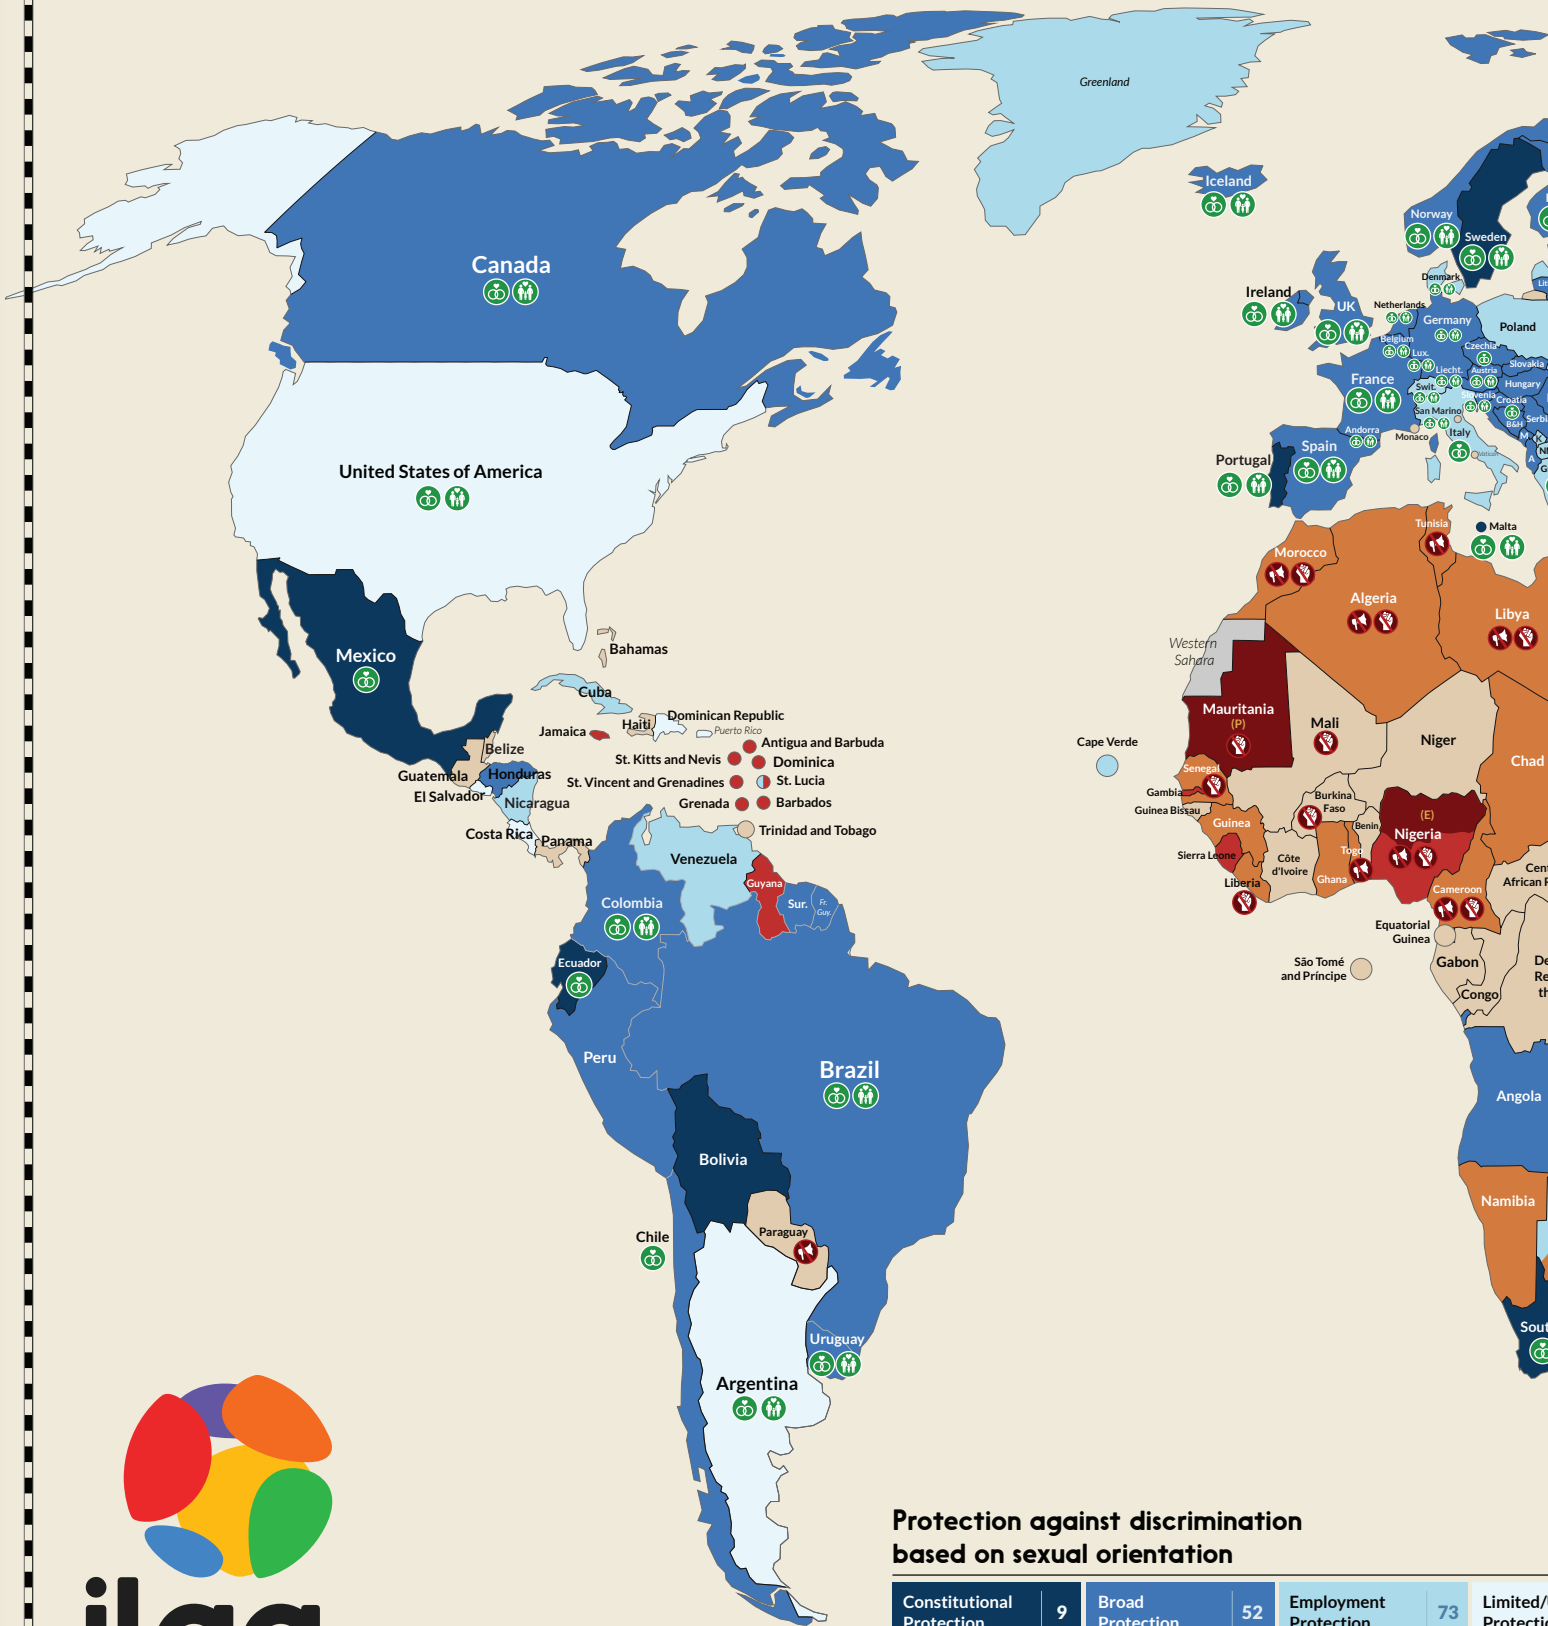 Greenland
Iceland
Norway
Sweden
Canada
Denmark
Ireland
UK
Netherlands
Germany
Poland
Belgium
Lux.
Czechia
Slovakia
Liecht.
Austria
Hungary
France
Swit.
Slovenia
Croatia
San Marino
B&H
Monaco
Italy
Andorra
Spain
Portugal
United States of America
Malta
Tunisia
Morocco
Algeria
Libya
Western
Sahara
Mexico
Bahamas
Cuba
Haiti
Dominican Republic
Puerto Rico
Jamaica
Antigua and Barbuda
St. Kitts and Nevis
Dominica
St. Vincent and Grenadines
St. Lucia
Grenada
Barbados
Trinidad and Tobago
Belize
Guatemala
Honduras
El Salvador
Nicaragua
Costa Rica
Panama
Cape Verde
Mauritania
(P)
Mali
Niger
Chad
Senegal
Gambia
Guinea Bissau
Guinea
Burkina
Faso
Benin
(E)
Nigeria
Sierra Leone
Liberia
Côte
d'Ivoire
Togo
Ghana
Cameroon
Equatorial
Guinea
São Tomé
and Príncipe
Gabon
Congo
Angola
Namibia
Venezuela
Guyana
Sur.
Fr.
Guy.
Colombia
Ecuador
Peru
Brazil
Bolivia
Paraguay
Chile
Uruguay
Argentina
Protection against discrimination
based on sexual orientation
Constitutional
Protection
9
Broad
Protection
52
Employment
Protection
73
ilga